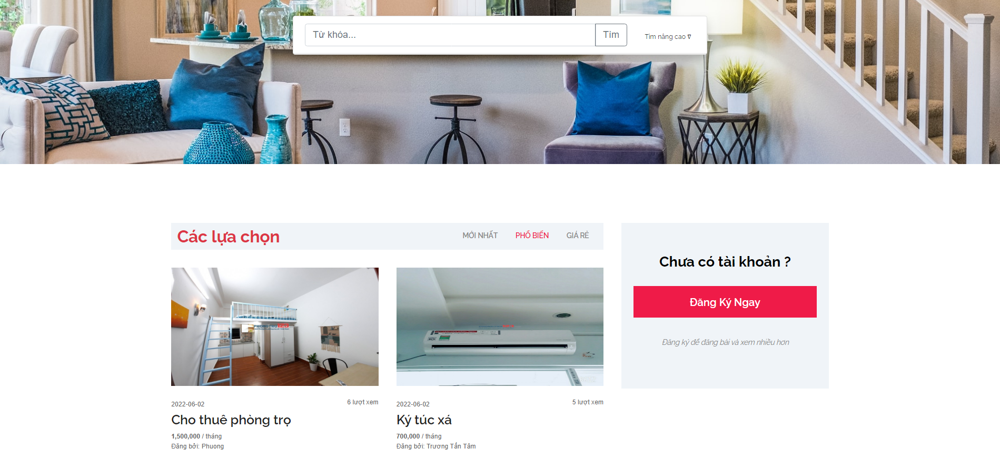 Từ khóa...
Tìm
Tìm nâng cao ∇
Các lựa chọn
MỚI NHẤT
PHỔ BIẾN
GIÁ RẺ
Chưa có tài khoản ?
Đăng Ký Ngay
Đăng ký để đăng bài và xem nhiều hơn
PHONGTRO123
2022-06-02
6 lượt xem
Cho thuê phòng trọ
1,500,000 / tháng
Đăng bởi: Phuong
2022-06-02
5 lượt xem
Ký túc xá
700,000 / tháng
Đăng bởi: Trương Tấn Tâm